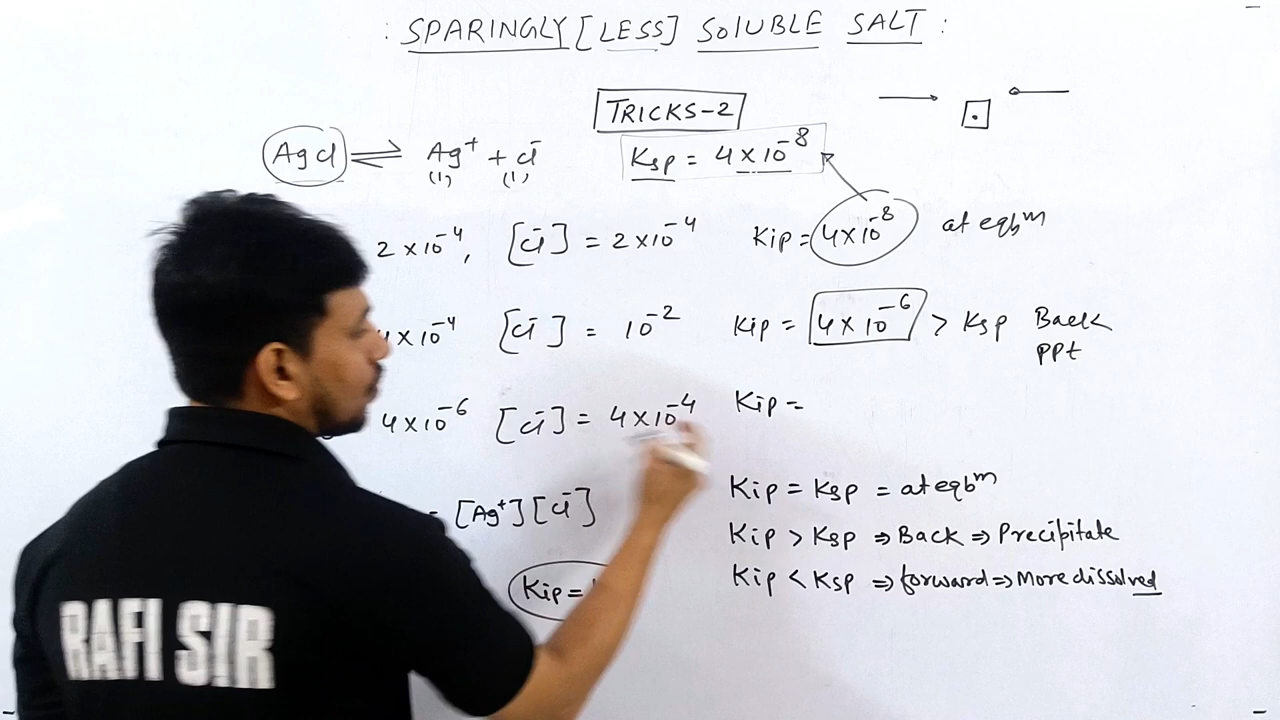 : SPARINGLY [LESS] SOLUBLE SALT :
TRICKS-2
AgCl ⇌ Ag⁺ + Cl⁻ Ksp = 4×10⁻⁸
(1) (1)
2×10⁻⁴, [Cl⁻] = 2×10⁻⁴ Kip = 4×10⁻⁸ at eqbᵐ
×10⁻⁴ [Cl⁻] = 10⁻² Kip = 4×10⁻⁶ > Ksp Back
ppt
4×10⁻⁶ [Cl⁻] = 4×10⁻⁴ Kip =
Kip = Ksp = at eqbᵐ
= [Ag⁺][Cl⁻]
Kip > Ksp ⇒ Back ⇒ Precipitate
Kip < Ksp ⇒ forward ⇒ More dissolved
Kip =
RAFI SIR